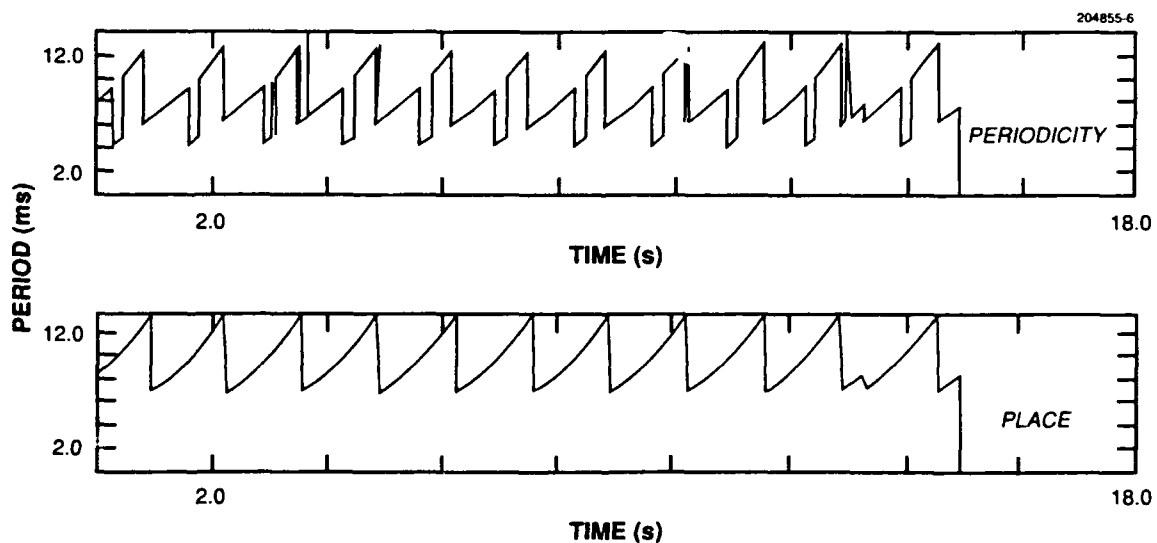 204855-6
12.0
2.0
PERIODICITY
2.0
18.0
TIME (s)
PERIOD (ms)
12.0
2.0
PLACE
2.0
18.0
TIME (s)